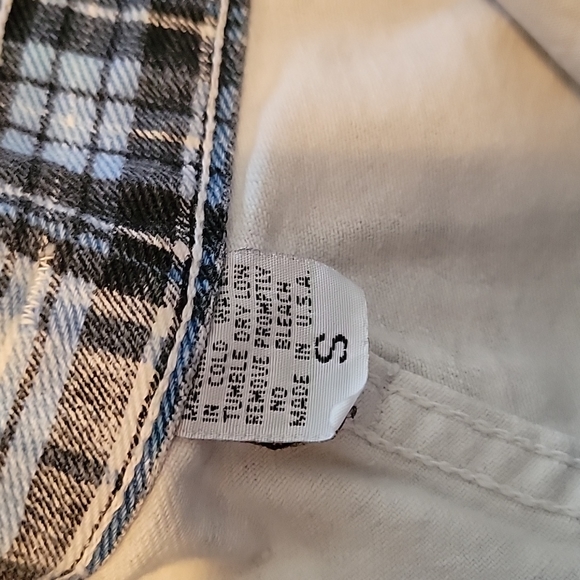 IN COLD
TUMBLE DRY LOW
REMOVE PROMPTLY
NO BLEACH
MADE IN U.S.A.
S